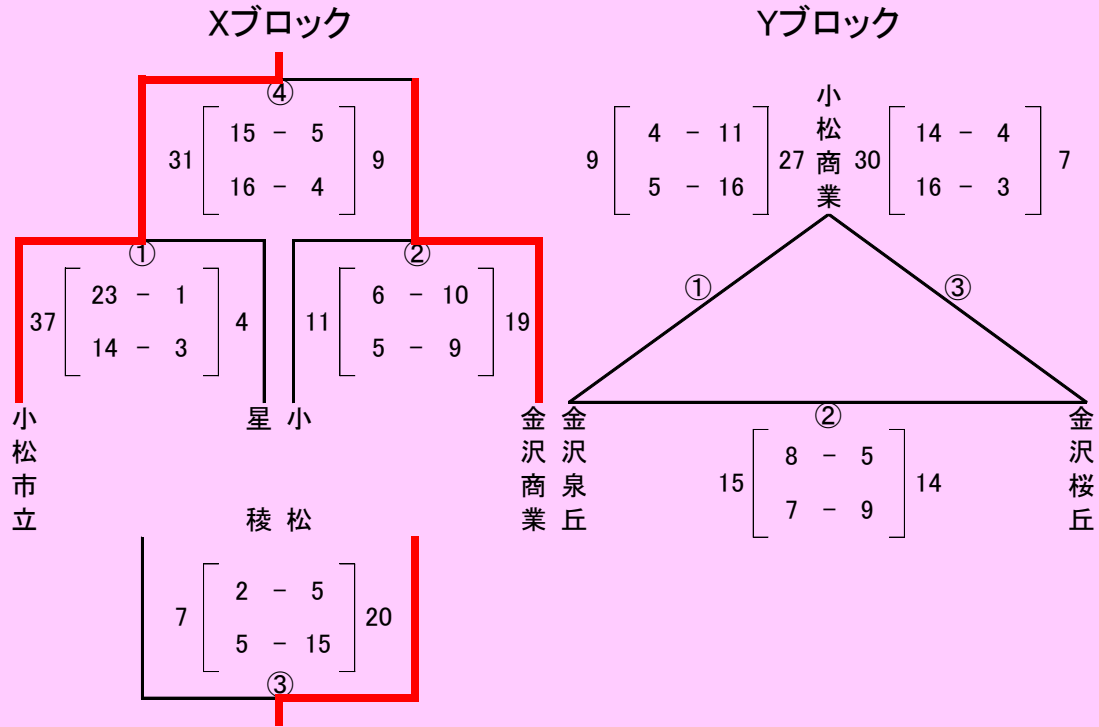 Xブロック
Yブロック
④
31 15 - 5 9
16 - 4
9 4 - 11 27
5 - 16
小松商業
30 14 - 4 7
16 - 3
①
37 23 - 1 4
14 - 3
②
11 6 - 10 19
5 - 9
①
③
小松市立
星稜
小松
金沢商業
金沢泉丘
②
15 8 - 5 14
7 - 9
金沢桜丘
7 2 - 5 20
5 - 15
③